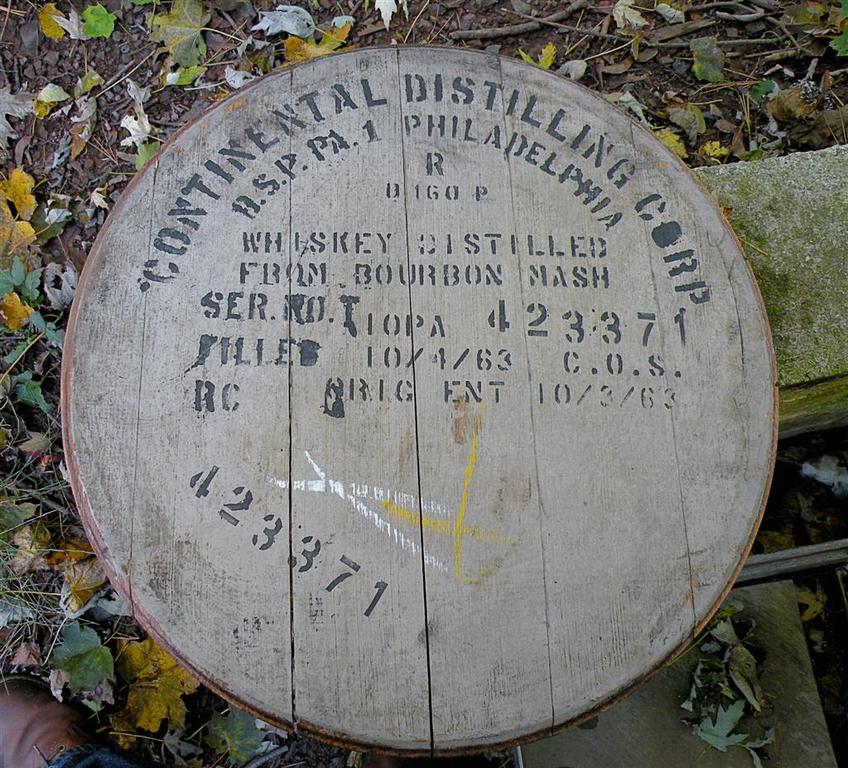 CONTINENTAL DISTILLING CORP
D.S.P. PA. 1 PHILADELPHIA
R
D 160 P
WHISKEY DISTILLED
FROM BOURBON MASH
SER. NO. T 10PA 423371
FILLED 10/4/63 C.O.S.
RC ORIG ENT 10/3/63
423371